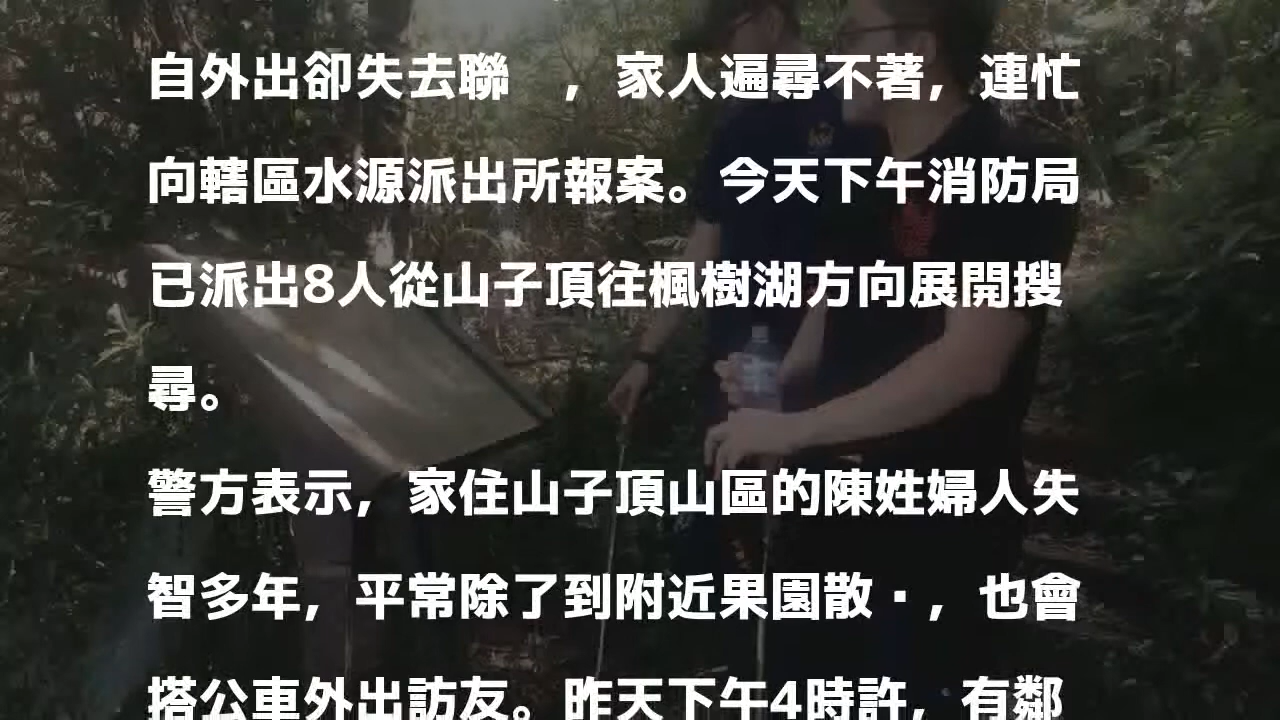 自外出卻失去聯　，家人遍尋不著，連忙
向轄區水源派出所報案。今天下午消防局
已派出8人從山子頂往楓樹湖方向展開搜
尋。
警方表示，家住山子頂山區的陳姓婦人失
智多年，平常除了到附近果園散·，也會
搭公車外出訪友。昨天下午4時許，有鄰